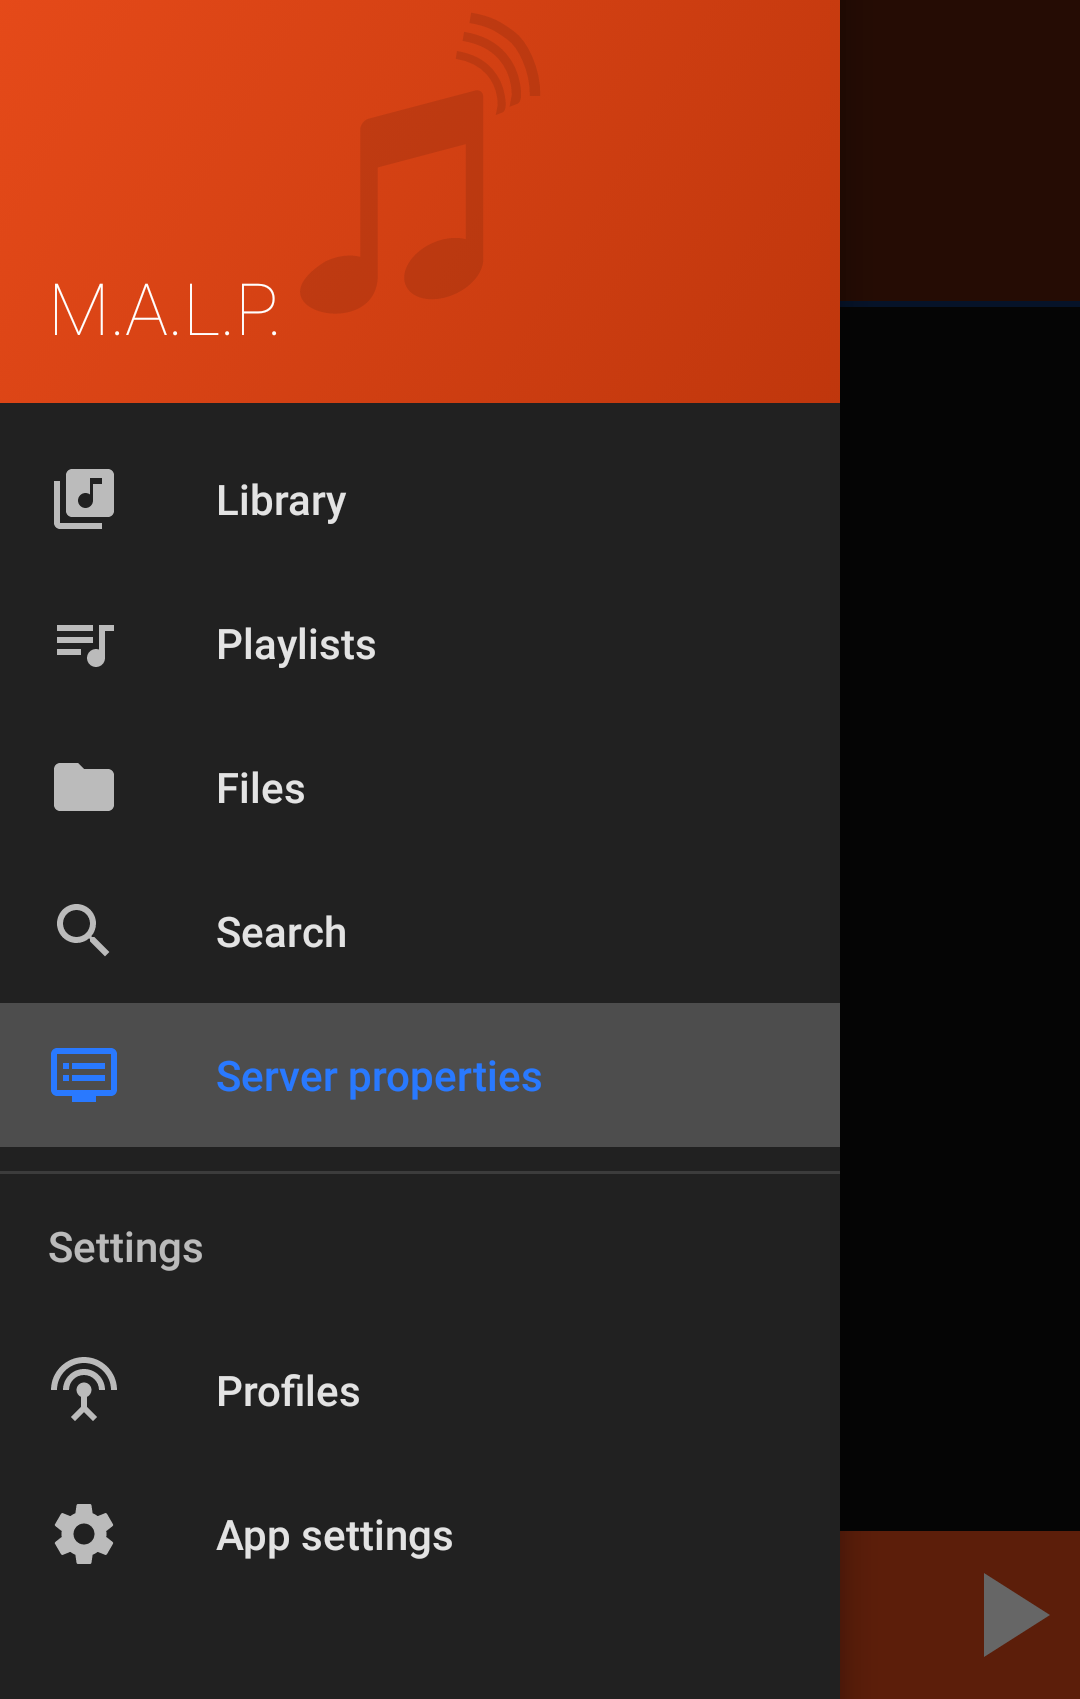 M.A.L.P.
Library
Playlists
Files
Search
Server properties
Settings
Profiles
App settings